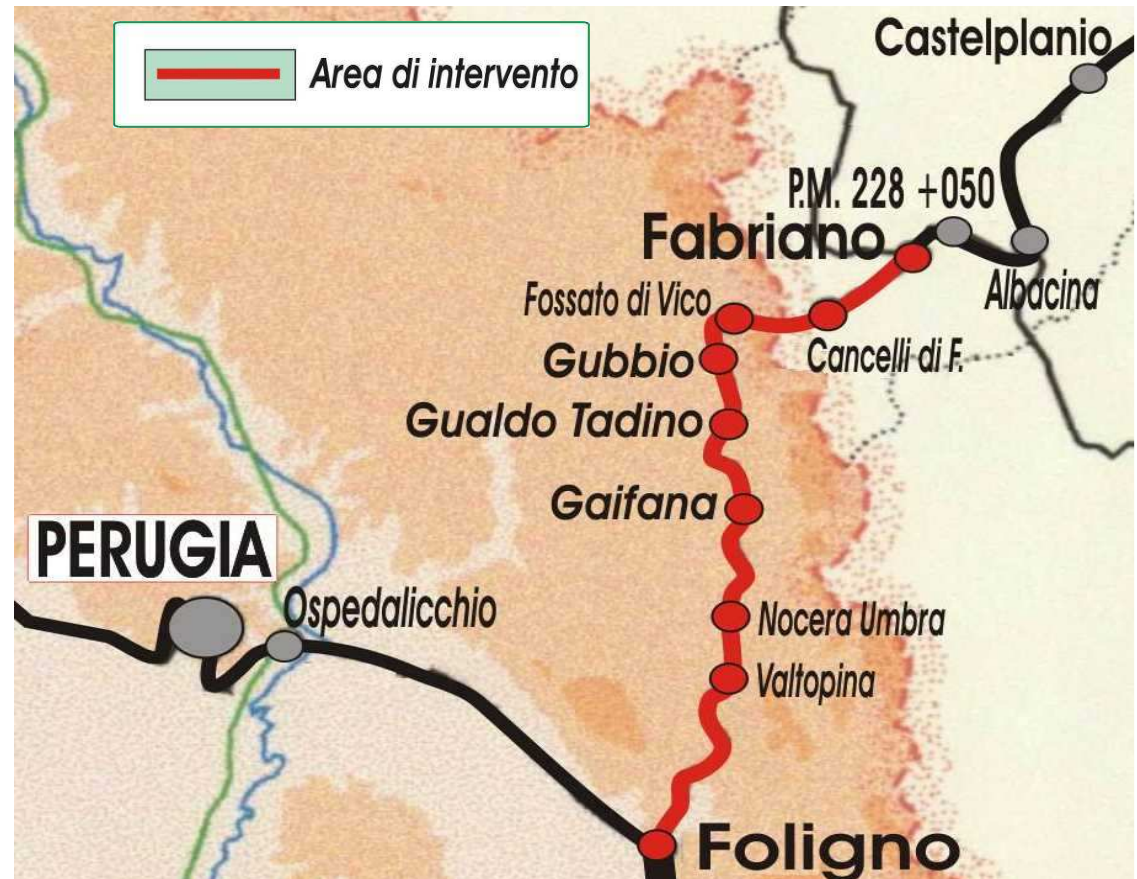 Area di intervento
Castelplanio
P.M. 228 +050
Fabriano
Albacina
Fossato di Vico
Cancelli di F.
Gubbio
Gualdo Tadino
Gaifana
PERUGIA
Ospedalicchio
Nocera Umbra
Valtopina
Foligno